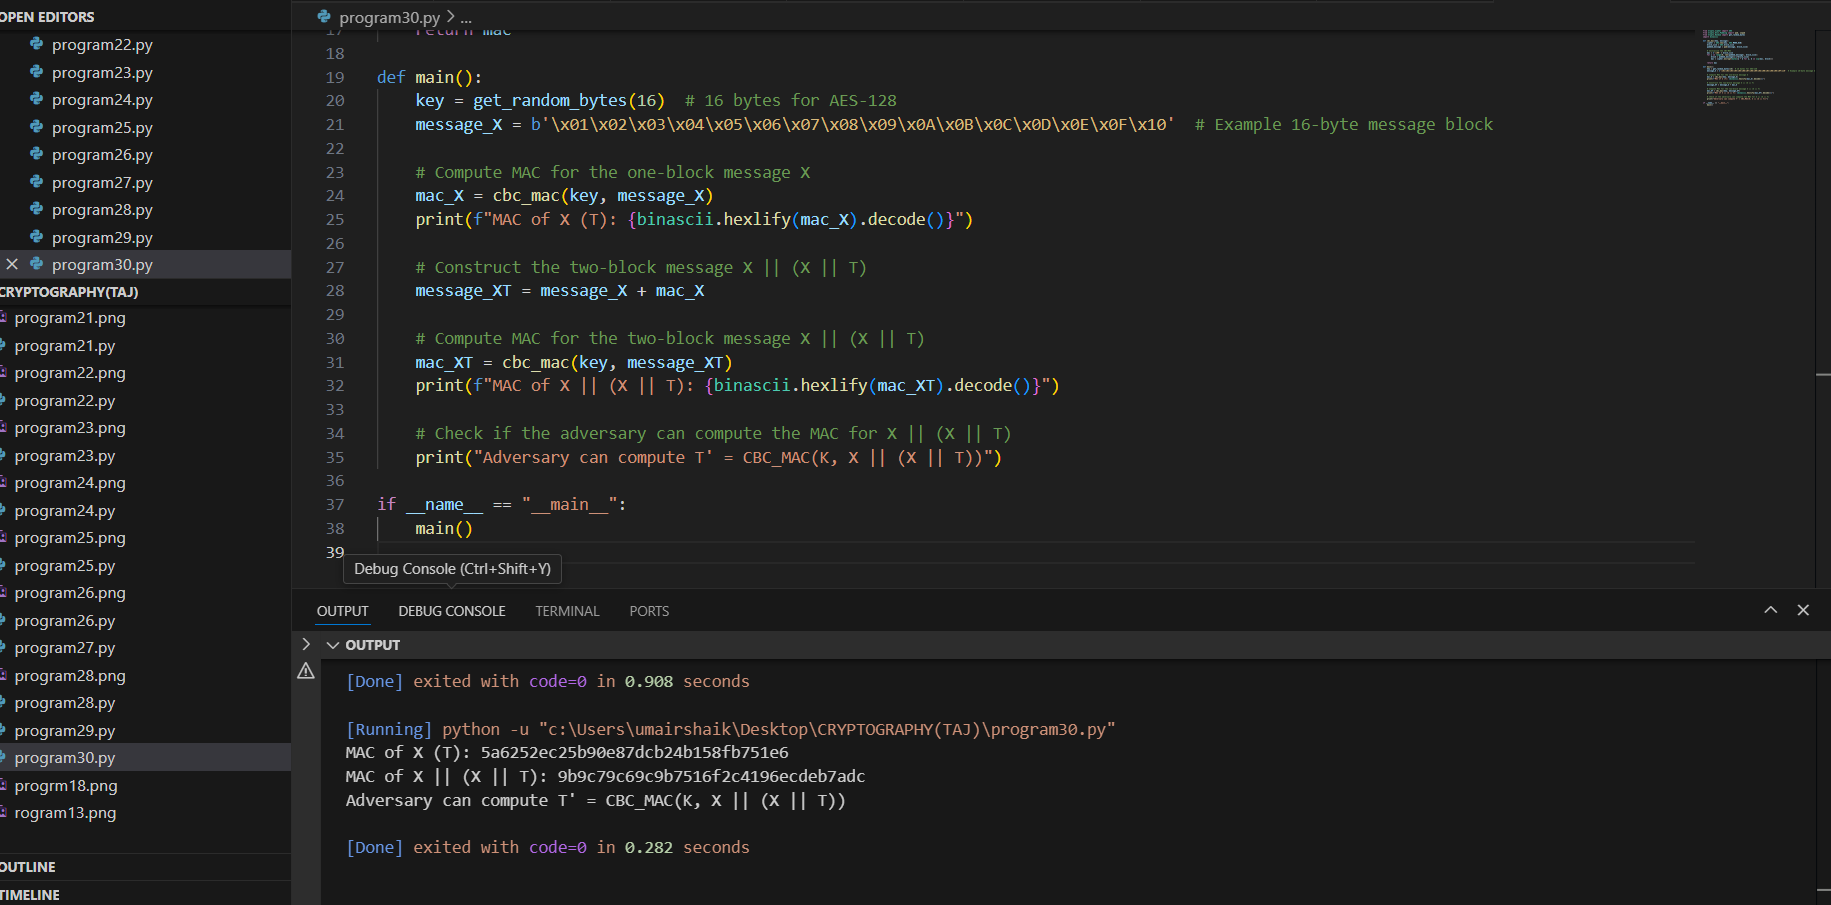 OPEN EDITORS
program22.py
program23.py
program24.py
program25.py
program26.py
program27.py
program28.py
program29.py
program30.py
CRYPTOGRAPHY(TAJ)
program21.png
program21.py
program22.png
program22.py
program23.png
program23.py
program24.png
program24.py
program25.png
program25.py
program26.png
program26.py
program27.py
program28.png
program28.py
program29.py
program30.py
progrm18.png
rogram13.png
OUTLINE
TIMELINE
program30.py > ...
17 return mac
18
19 def main():
20 key = get_random_bytes(16)  # 16 bytes for AES-128
21 message_X = b'\x01\x02\x03\x04\x05\x06\x07\x08\x09\x0A\x0B\x0C\x0D\x0E\x0F\x10'  # Example 16-byte message block
22
23 # Compute MAC for the one-block message X
24 mac_X = cbc_mac(key, message_X)
25 print(f"MAC of X (T): {binascii.hexlify(mac_X).decode()}")
26
27 # Construct the two-block message X || (X || T)
28 message_XT = message_X + mac_X
29
30 # Compute MAC for the two-block message X || (X || T)
31 mac_XT = cbc_mac(key, message_XT)
32 print(f"MAC of X || (X || T): {binascii.hexlify(mac_XT).decode()}")
33
34 # Check if the adversary can compute the MAC for X || (X || T)
35 print("Adversary can compute T' = CBC_MAC(K, X || (X || T))")
36
37 if __name__ == "__main__":
38 main()
39
Debug Console (Ctrl+Shift+Y)
OUTPUT DEBUG CONSOLE TERMINAL PORTS
OUTPUT
[Done] exited with code=0 in 0.908 seconds
[Running] python -u "c:\Users\umairshaik\Desktop\CRYPTOGRAPHY(TAJ)\program30.py"
MAC of X (T): 5a6252ec25b90e87dcb24b158fb751e6
MAC of X || (X || T): 9b9c79c69c9b7516f2c4196ecdeb7adc
Adversary can compute T' = CBC_MAC(K, X || (X || T))
[Done] exited with code=0 in 0.282 seconds